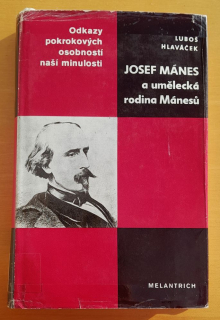 Odkazy
pokrokových
osobností
naší minulosti
LUBOŠ
HLAVÁČEK
JOSEF MÁNES
a umělecká
rodina Mánesů
MELANTRICH